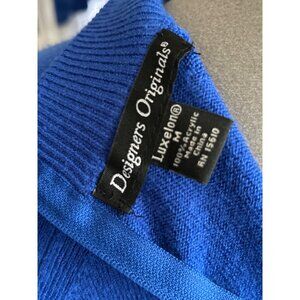 Designers Originals®
Luxelon®
M
100% Acrylic
Made in
China
RN 15610